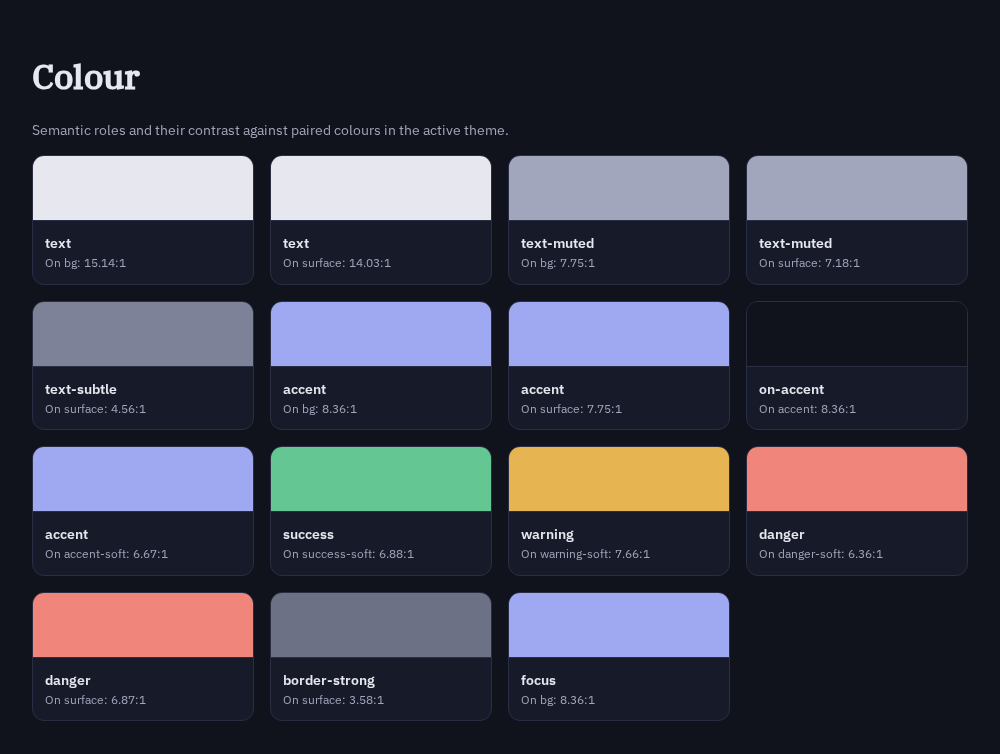 Colour
Semantic roles and their contrast against paired colours in the active theme.
text
On bg: 15.14:1
text
On surface: 14.03:1
text-muted
On bg: 7.75:1
text-muted
On surface: 7.18:1
text-subtle
On surface: 4.56:1
accent
On bg: 8.36:1
accent
On surface: 7.75:1
on-accent
On accent: 8.36:1
accent
On accent-soft: 6.67:1
success
On success-soft: 6.88:1
warning
On warning-soft: 7.66:1
danger
On danger-soft: 6.36:1
danger
On surface: 6.87:1
border-strong
On surface: 3.58:1
focus
On bg: 8.36:1